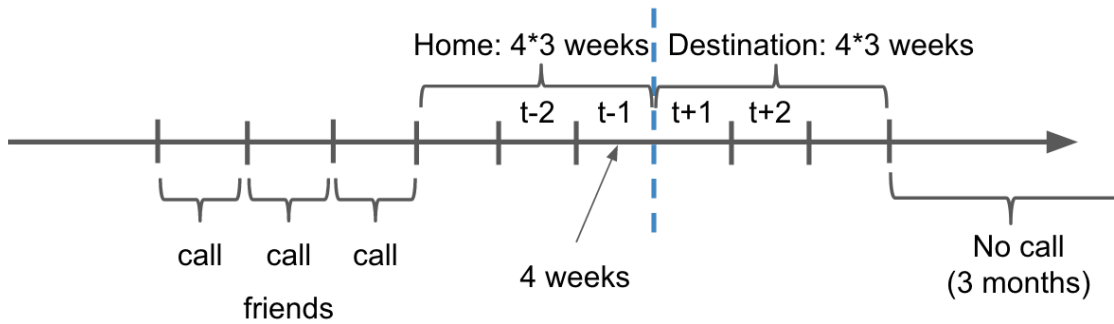 Home: 4*3 weeks
Destination: 4*3 weeks
t-2
t-1
t+1
t+2
call
call
call
friends
4 weeks
No call
(3 months)